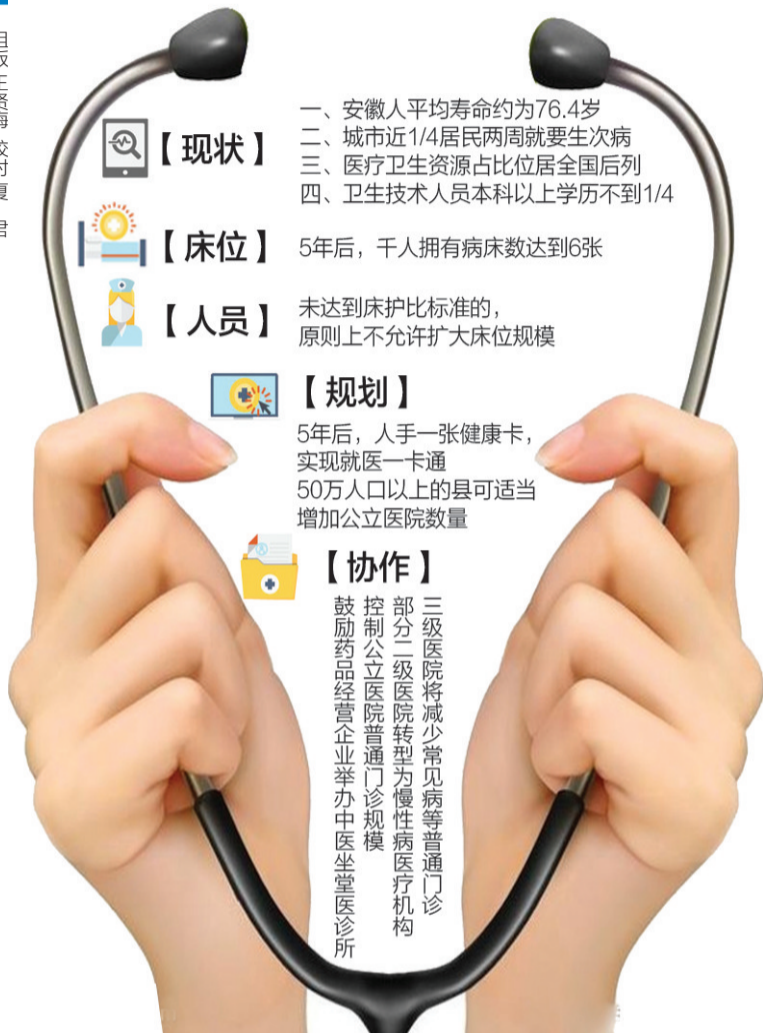 【现状】
一、安徽人平均寿命约为76.4岁
二、城市近1/4居民两周就要生次病
三、医疗卫生资源占比位居全国后列
四、卫生技术人员本科以上学历不到1/4
【床位】
5年后，千人拥有病床数达到6张
【人员】
未达到床护比标准的，
原则上不允许扩大床位规模
【规划】
5年后，人手一张健康卡，
实现就医一卡通
50万人口以上的县可适当
增加公立医院数量
【协作】
三级医院将减少常见病等普通门诊
部分二级医院转型为慢性病医疗机构
控制公立医院普通门诊规模
鼓励药品经营企业举办中医坐堂医诊所